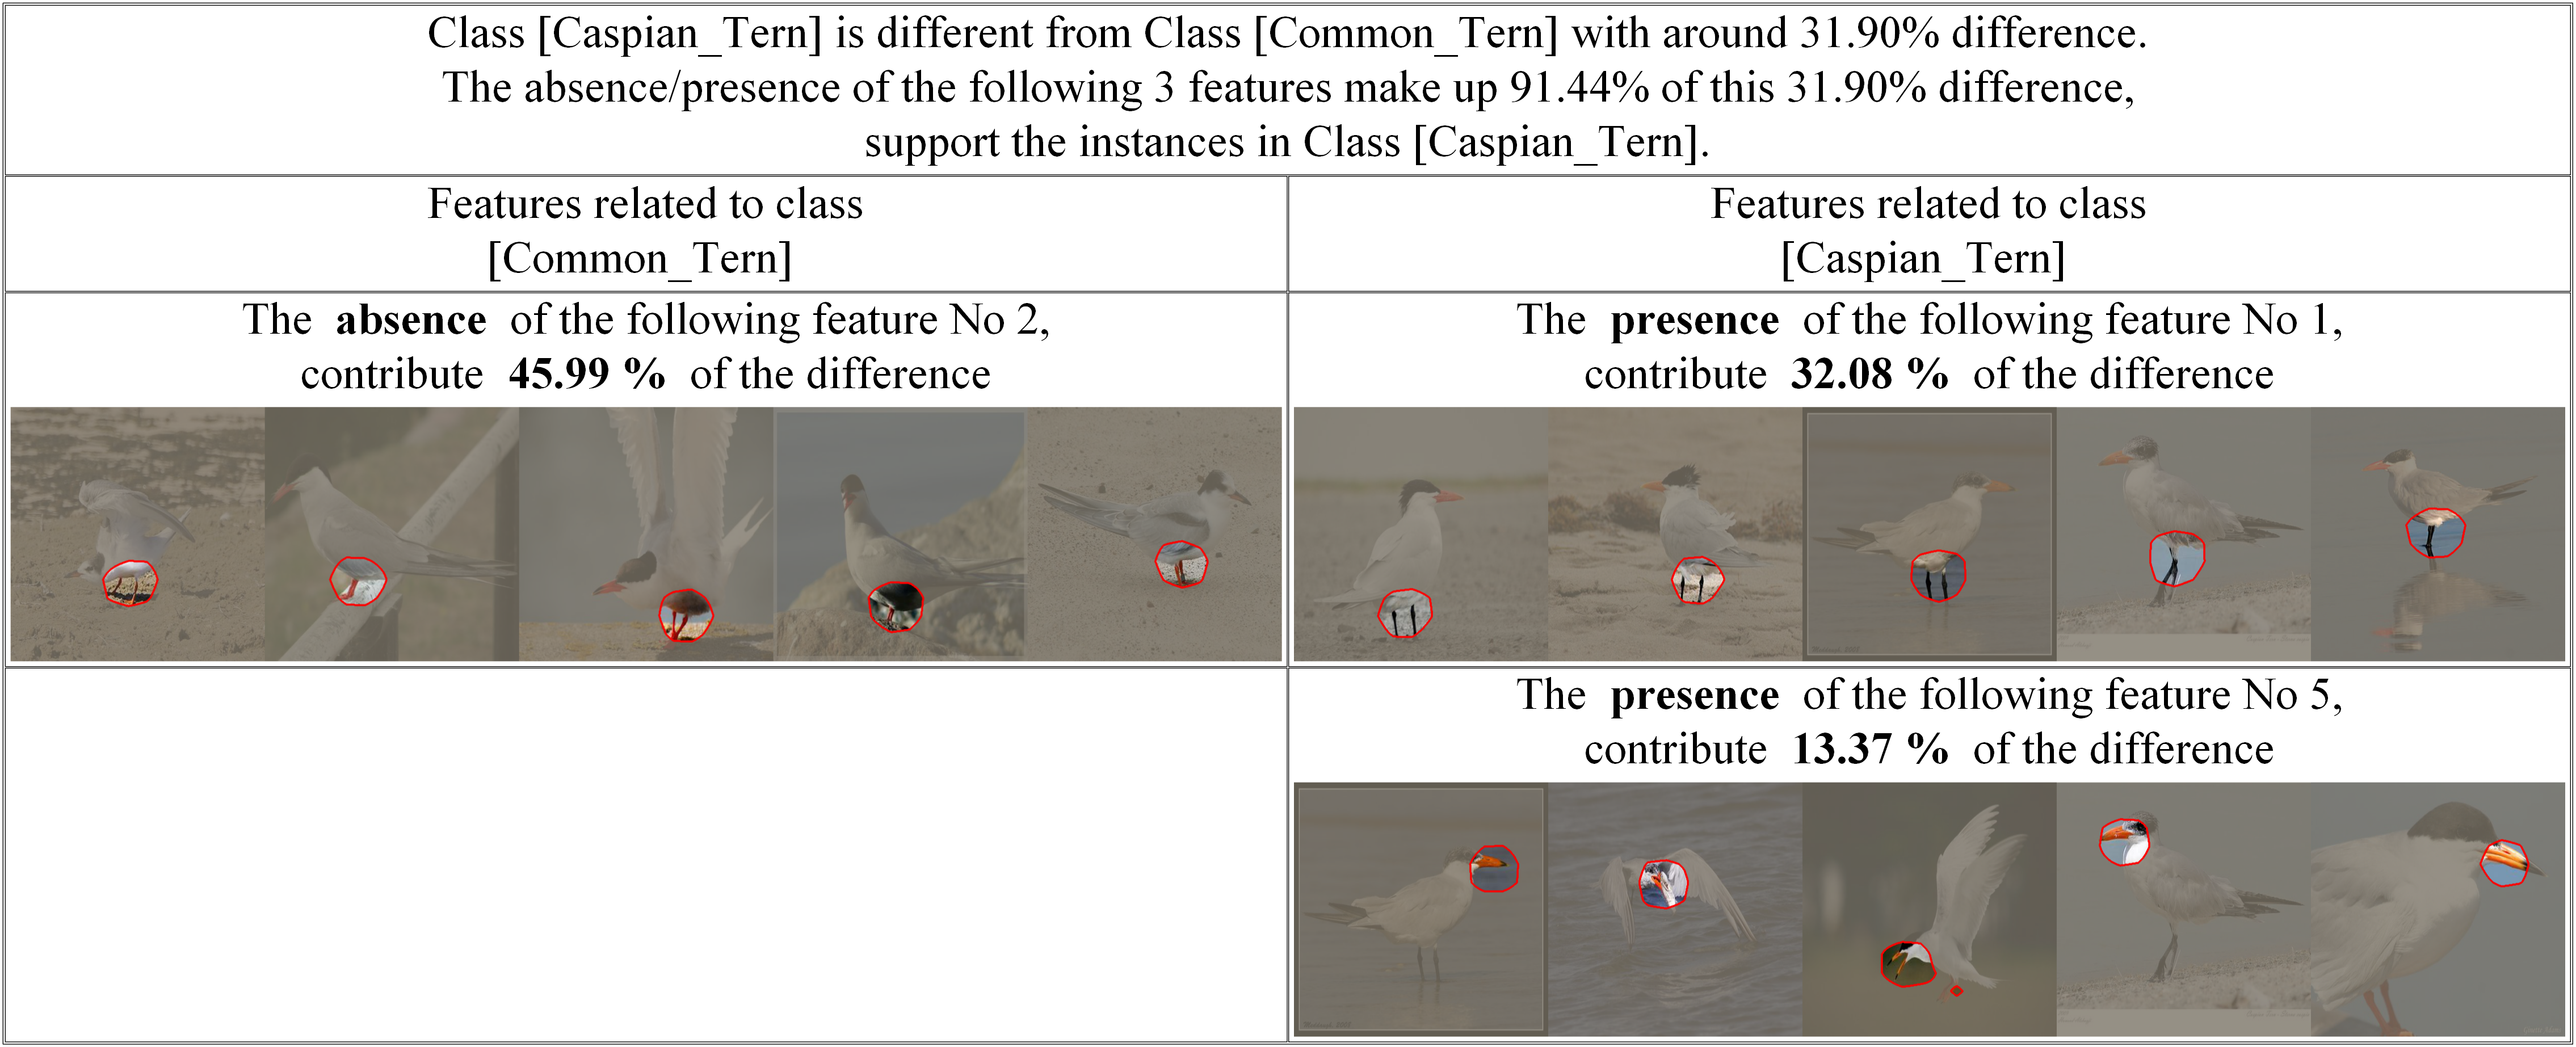 Class [Caspian_Tern] is different from Class [Common_Tern] with around 31.90% difference.
The absence/presence of the following 3 features make up 91.44% of this 31.90% difference,
support the instances in Class [Caspian_Tern].
Features related to class
[Common_Tern]
Features related to class
[Caspian_Tern]
The absence of the following feature No 2,
contribute 45.99 % of the difference
The presence of the following feature No 1,
contribute 32.08 % of the difference
The presence of the following feature No 5,
contribute 13.37 % of the difference